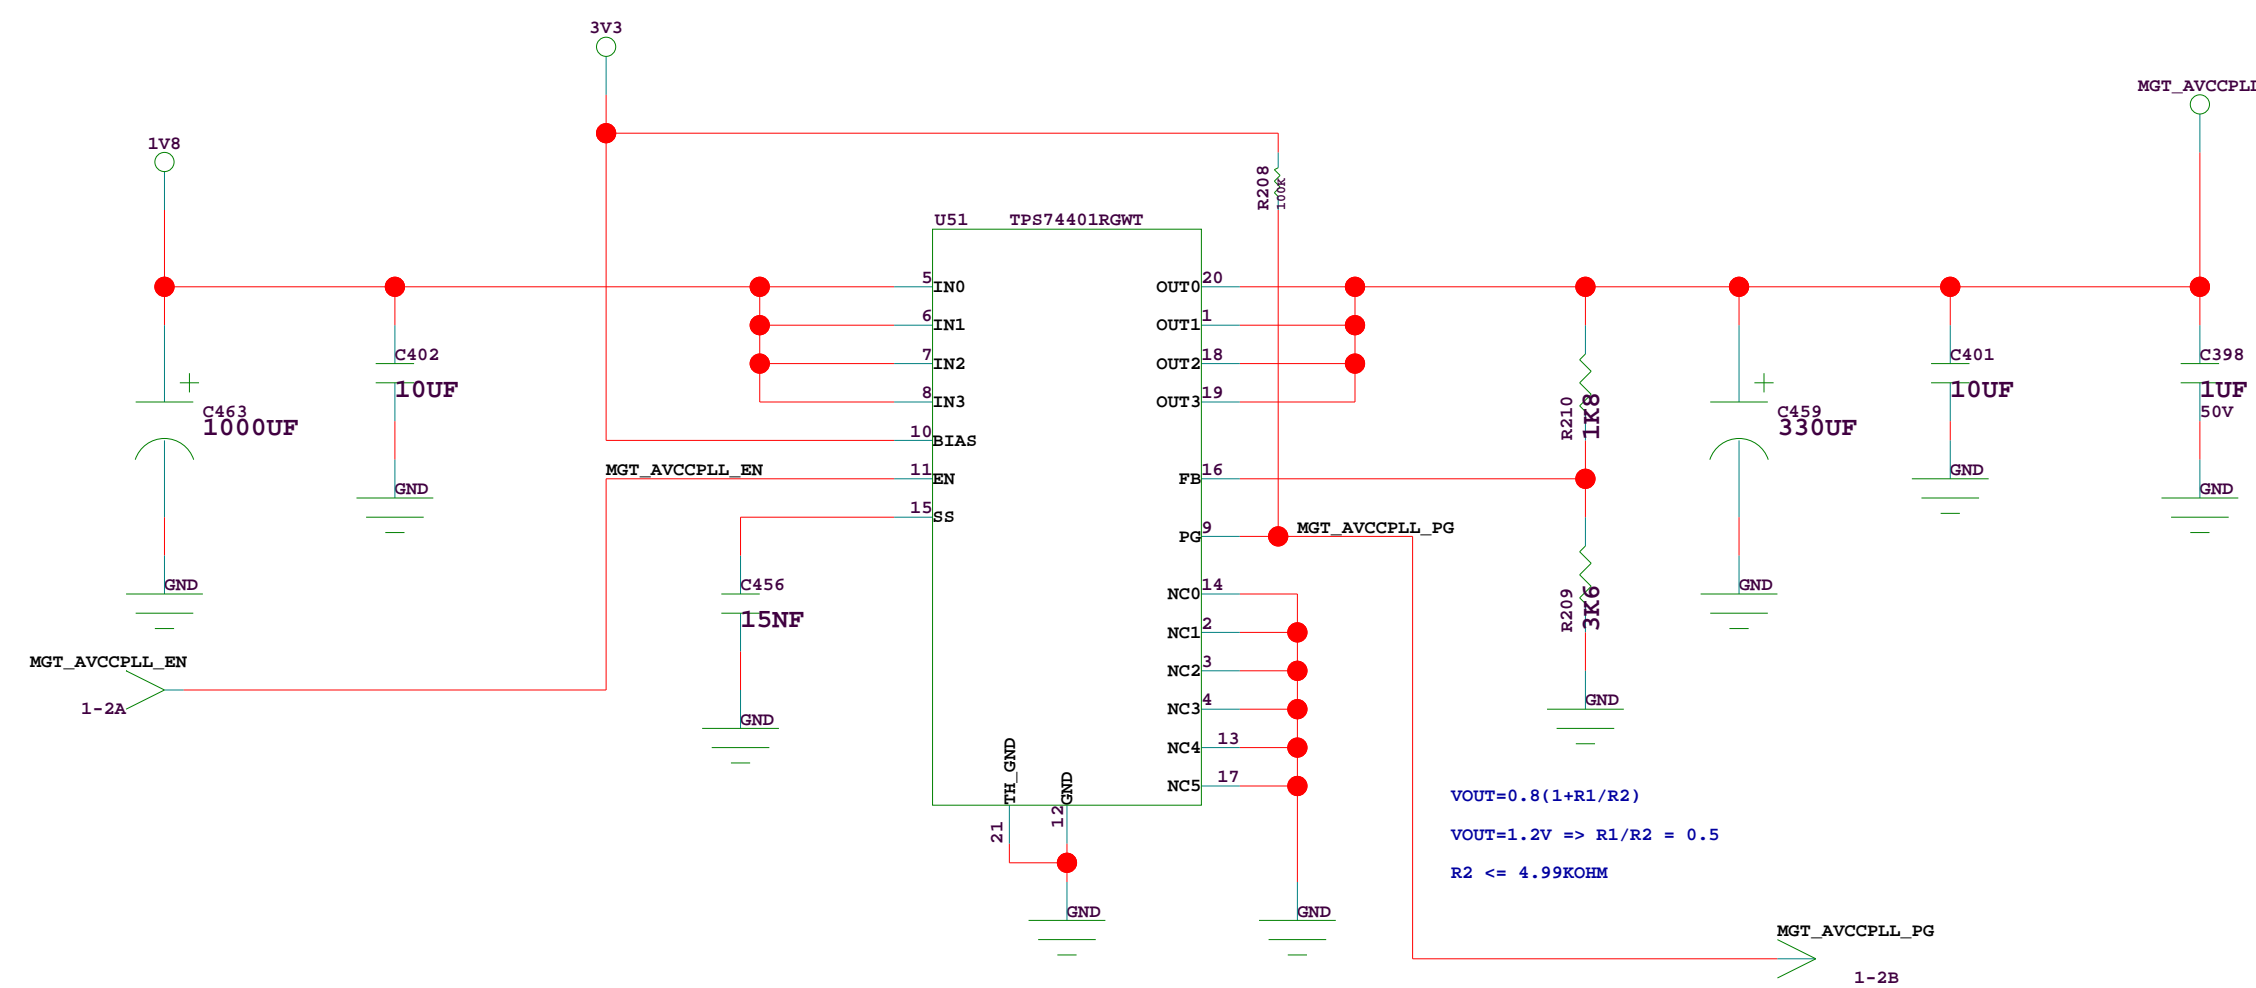 3V3
MGT_AVCCPLL
1V8
R208
100K
U51 TPS74401RGWT
5 IN0
6 IN1
7 IN2
8 IN3
10 BIAS
MGT_AVCCPLL_EN
11 EN
15 SS
OUT0 20
OUT1 1
OUT2 18
OUT3 19
FB 16
PG 9
MGT_AVCCPLL_PG
NC0 14
NC1 2
NC2 3
NC3 4
NC4 13
NC5 17
TH_GND
21
GND
12
C463
1000UF
GND
C402
10UF
GND
C456
15NF
GND
R210
1K8
R209
3K6
GND
C459
330UF
GND
C401
10UF
GND
C398
1UF
50V
GND
MGT_AVCCPLL_EN
1-2A
GND
GND
VOUT=0.8(1+R1/R2)
VOUT=1.2V => R1/R2 = 0.5
R2 <= 4.99KOHM
MGT_AVCCPLL_PG
1-2B